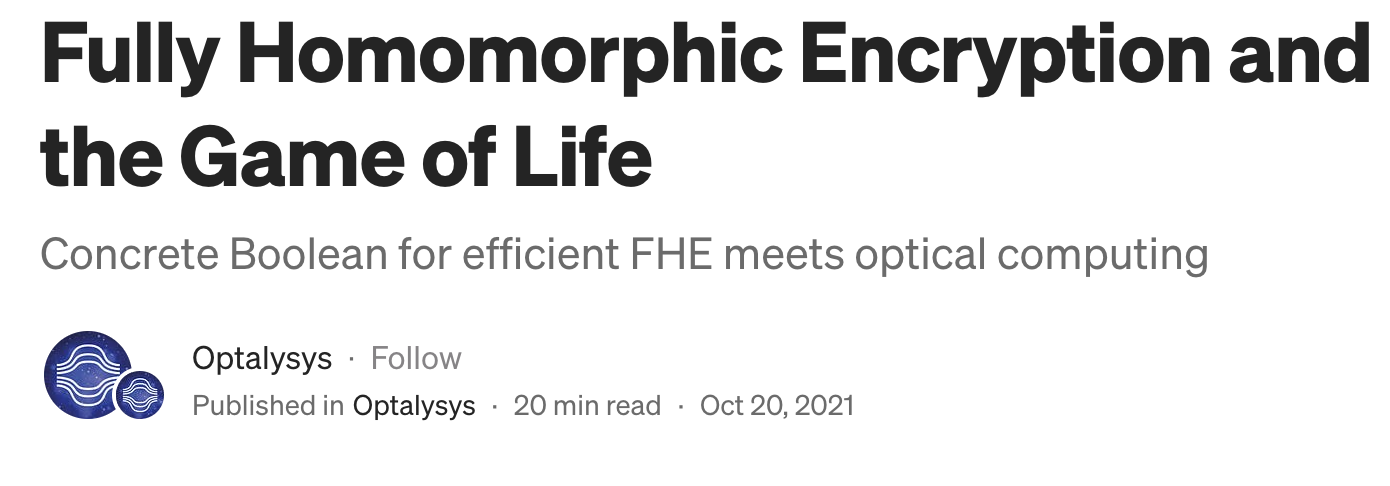 Fully Homomorphic Encryption and
the Game of Life
Concrete Boolean for efficient FHE meets optical computing
Optalysys · Follow
Published in Optalysys · 20 min read · Oct 20, 2021